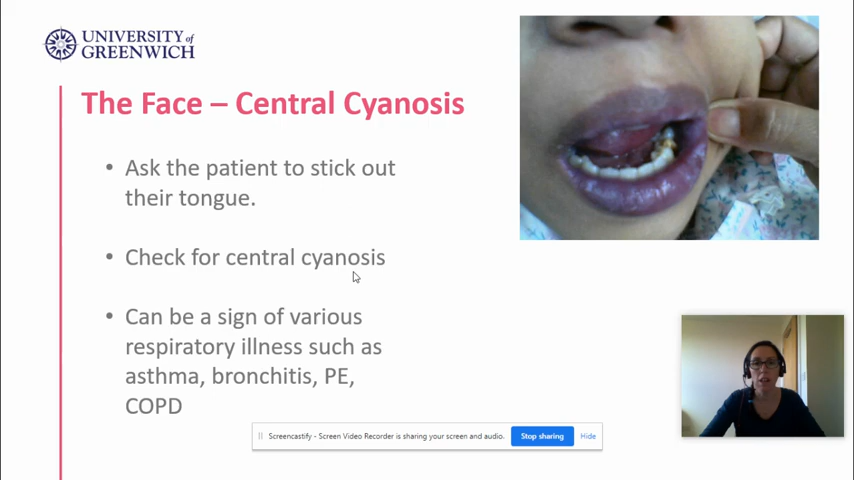 UNIVERSITY of
GREENWICH
The Face – Central Cyanosis
• Ask the patient to stick out
their tongue.
• Check for central cyanosis
• Can be a sign of various
respiratory illness such as
asthma, bronchitis, PE,
COPD
Screencastify - Screen Video Recorder is sharing your screen and audio. Stop sharing Hide